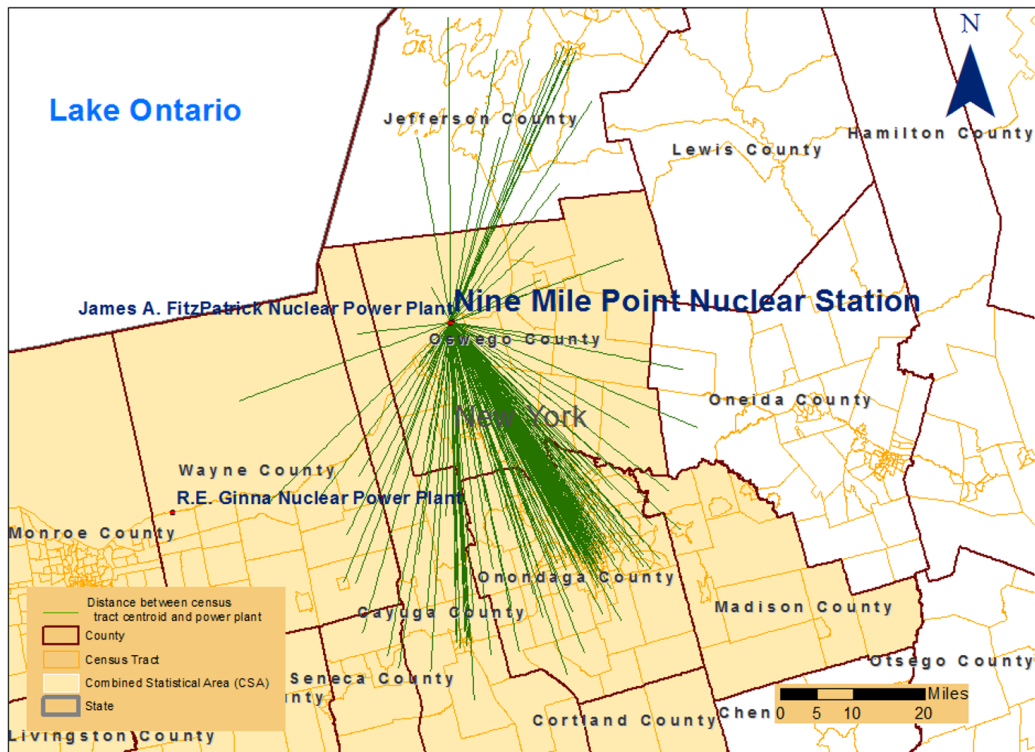 N
Lake Ontario
Jefferson County
Hamilton County
Lewis County
James A. FitzPatrick Nuclear Power Plant
Nine Mile Point Nuclear Station
Oswego County
Oneida County
New York
Wayne County
R.E. Ginna Nuclear Power Plant
Monroe County
Onondaga County
Cayuga County
Madison County
Otsego County
Seneca County
unty
Cortland County
Chen
Livingston County
Distance between census
tract centroid and power plant
County
Census Tract
Combined Statistical Area (CSA)
State
Miles
0 5 10 20